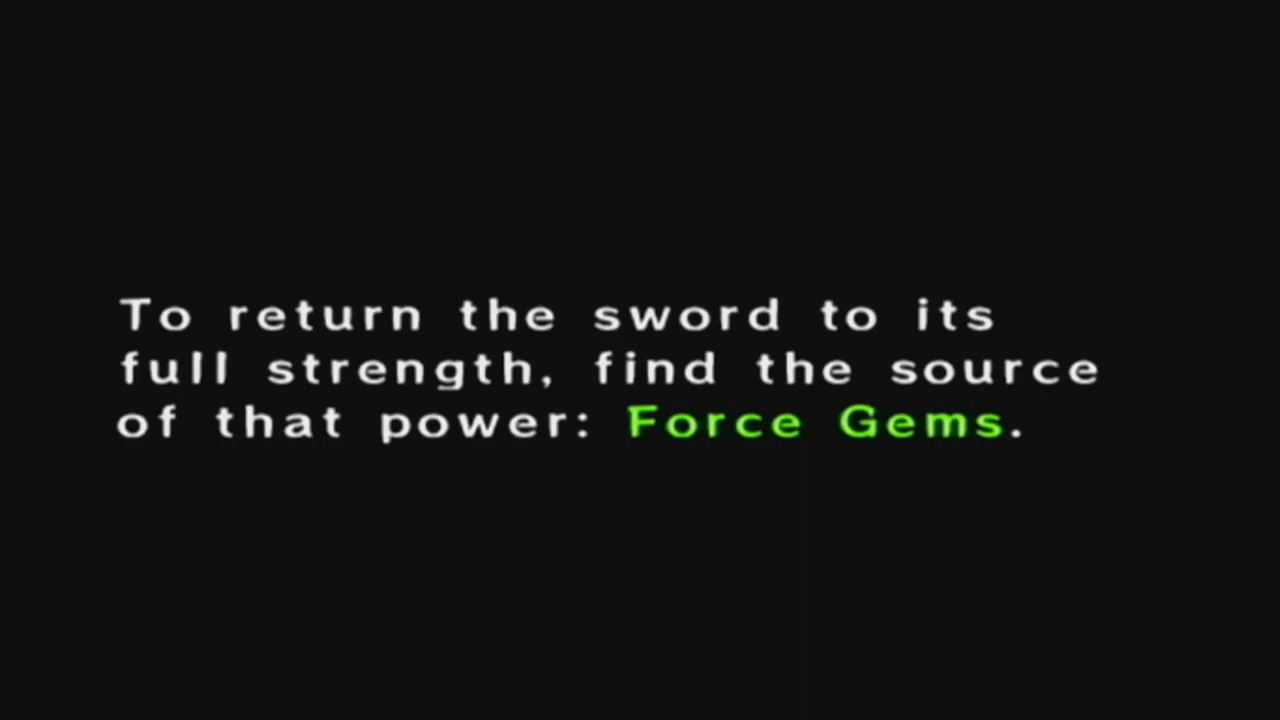 To return the sword to its
full strength, find the source
of that power: Force Gems.